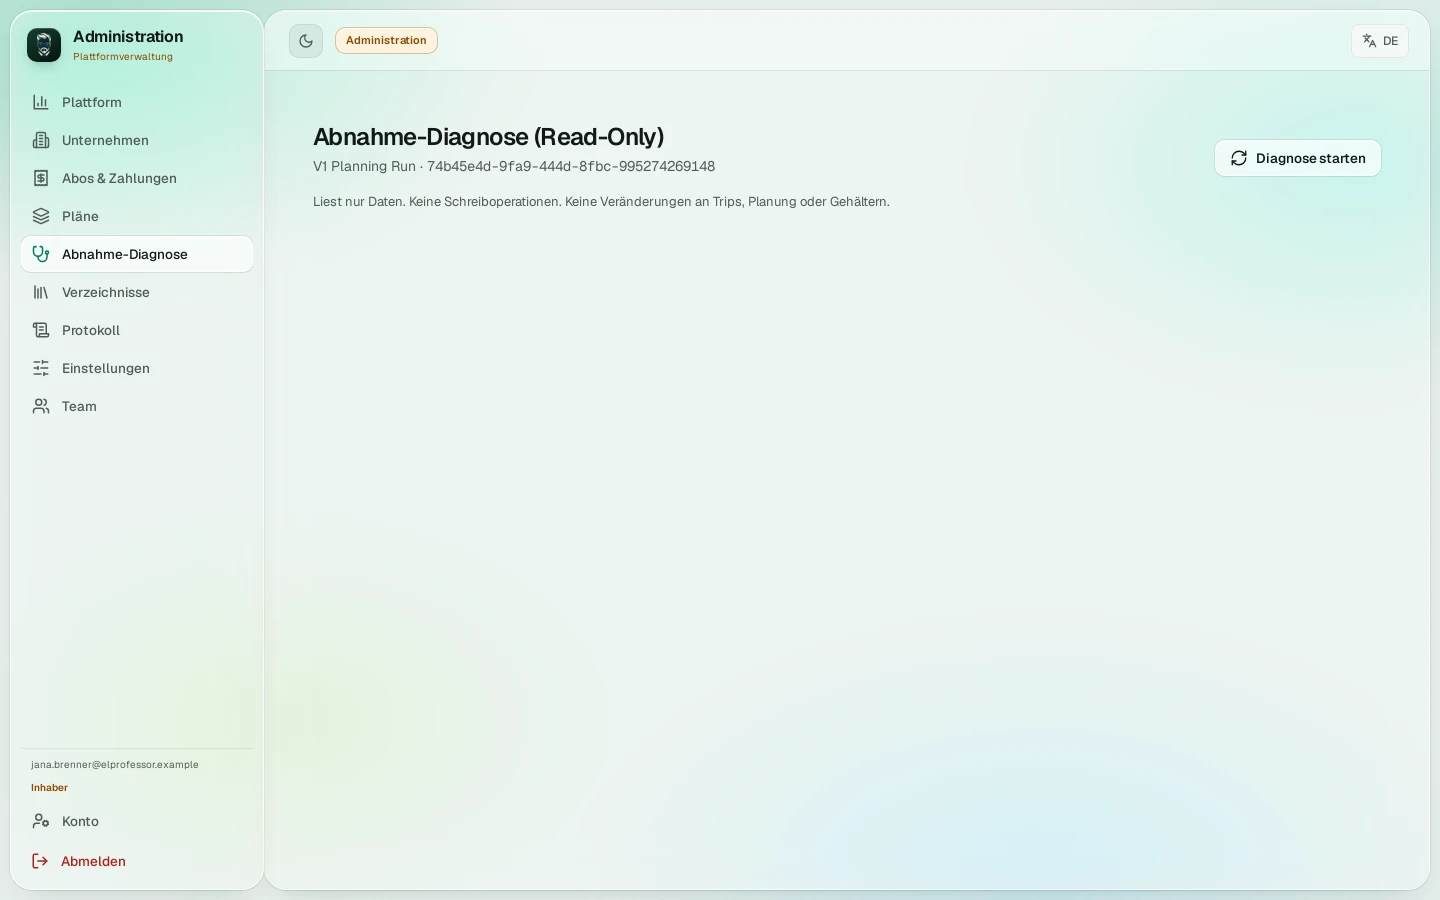 Administration
Plattformverwaltung
Plattform
Unternehmen
Abos & Zahlungen
Pläne
Abnahme-Diagnose
Verzeichnisse
Protokoll
Einstellungen
Team
jana.brenner@elprofessor.example
Inhaber
Konto
Abmelden
Administration
DE
Abnahme-Diagnose (Read-Only)
V1 Planning Run · 74b45e4d-9fa9-444d-8fbc-995274269148
Liest nur Daten. Keine Schreiboperationen. Keine Veränderungen an Trips, Planung oder Gehältern.
Diagnose starten